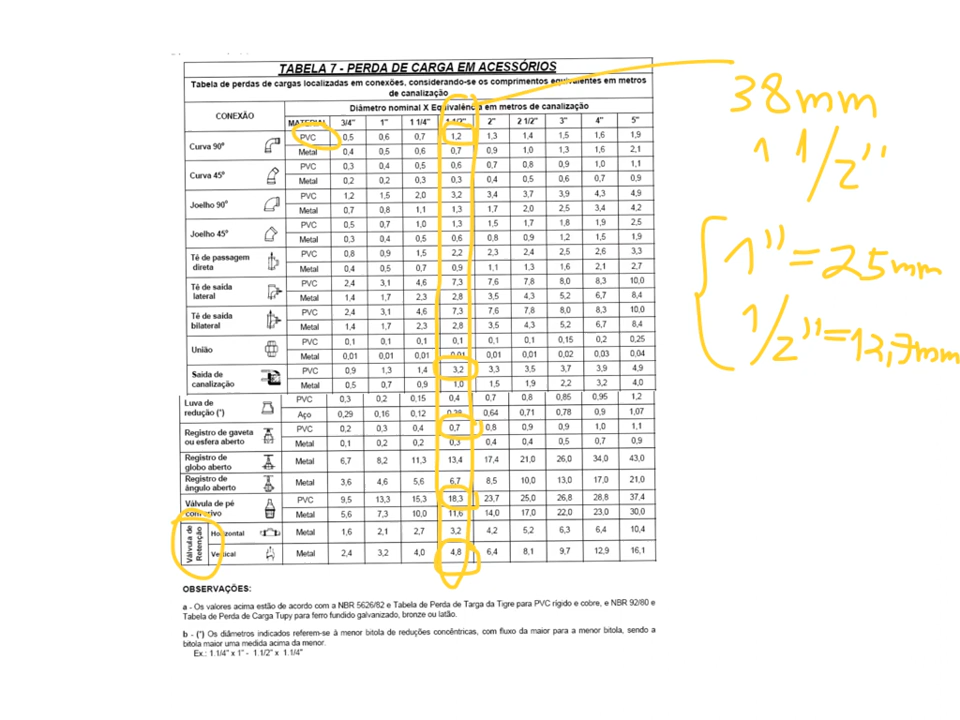 TABELA 7 - PERDA DE CARGA EM ACESSÓRIOS
Tabela de perdas de cargas localizadas em conexões, considerando-se os comprimentos equivalentes em metros de canalização
CONEXÃO
Diâmetro nominal X Equivalência em metros de canalização
MATERIAL 3/4" 1" 1 1/4" 1 1/2" 2" 2 1/2" 3" 4" 5"
Curva 90º
PVC 0,5 0,6 0,7 1,2 1,3 1,4 1,5 1,6 1,9
Metal 0,4 0,5 0,6 0,7 0,9 1,0 1,3 1,6 2,1
Curva 45º
PVC 0,3 0,4 0,5 0,6 0,7 0,8 0,9 1,0 1,1
Metal 0,2 0,2 0,3 0,3 0,4 0,5 0,6 0,7 0,9
Joelho 90º
PVC 1,2 1,5 2,0 3,2 3,4 3,7 3,9 4,3 4,9
Metal 0,7 0,8 1,1 1,3 1,7 2,0 2,5 3,4 4,2
Joelho 45º
PVC 0,5 0,7 1,0 1,3 1,5 1,7 1,8 1,9 2,5
Metal 0,3 0,4 0,5 0,6 0,8 0,9 1,2 1,5 1,9
Tê de passagem direta
PVC 0,8 0,9 1,5 2,2 2,3 2,4 2,5 2,6 3,3
Metal 0,4 0,5 0,7 0,9 1,1 1,3 1,6 2,1 2,7
Tê de saída lateral
PVC 2,4 3,1 4,6 7,3 7,6 7,8 8,0 8,3 10,0
Metal 1,4 1,7 2,3 2,8 3,5 4,3 5,2 6,7 8,4
Tê de saída bilateral
PVC 2,4 3,1 4,6 7,3 7,6 7,8 8,0 8,3 10,0
Metal 1,4 1,7 2,3 2,8 3,5 4,3 5,2 6,7 8,4
União
PVC 0,1 0,1 0,1 0,1 0,1 0,1 0,15 0,2 0,25
Metal 0,01 0,01 0,01 0,01 0,01 0,01 0,02 0,03 0,04
Saída de canalização
PVC 0,9 1,3 1,4 3,2 3,3 3,5 3,7 3,9 4,9
Metal 0,5 0,7 0,9 1,0 1,5 1,9 2,2 3,2 4,0
Luva de redução (*)
PVC 0,3 0,2 0,15 0,4 0,7 0,8 0,85 0,95 1,2
Aço 0,29 0,16 0,12 0,38 0,64 0,71 0,78 0,9 1,07
Registro de gaveta ou esfera aberto
PVC 0,2 0,3 0,4 0,7 0,8 0,9 0,9 1,0 1,1
Metal 0,1 0,2 0,2 0,3 0,4 0,4 0,5 0,7 0,9
Registro de globo aberto
Metal 6,7 8,2 11,3 13,4 17,4 21,0 26,0 34,0 43,0
Registro de ângulo aberto
Metal 3,6 4,6 5,6 6,7 8,5 10,0 13,0 17,0 21,0
Válvula de pé com crivo
PVC 9,5 13,3 15,3 18,3 23,7 25,0 26,8 28,8 37,4
Metal 5,6 7,3 10,0 11,6 14,0 17,0 22,0 23,0 30,0
Válvula de Retenção
Horizontal Metal 1,6 2,1 2,7 3,2 4,2 5,2 6,3 6,4 10,4
Vertical Metal 2,4 3,2 4,0 4,8 6,4 8,1 9,7 12,9 16,1
OBSERVAÇÕES:
a - Os valores acima estão de acordo com a NBR 5626/82 e Tabela de Perda de Targa da Tigre para PVC rígido e cobre, e NBR 92/80 e
Tabela de Perda de Carga Tupy para ferro fundido galvanizado, bronze ou latão.
b - (*) Os diâmetros indicados referem-se à menor bitola de reduções concêntricas, com fluxo da maior para a menor bitola, sendo a
bitola maior uma medida acima da menor.
Ex.: 1.1/4" x 1" - 1.1/2" x 1.1/4"
38mm
1 1/2"
1" = 25mm
1/2" = 12,7mm